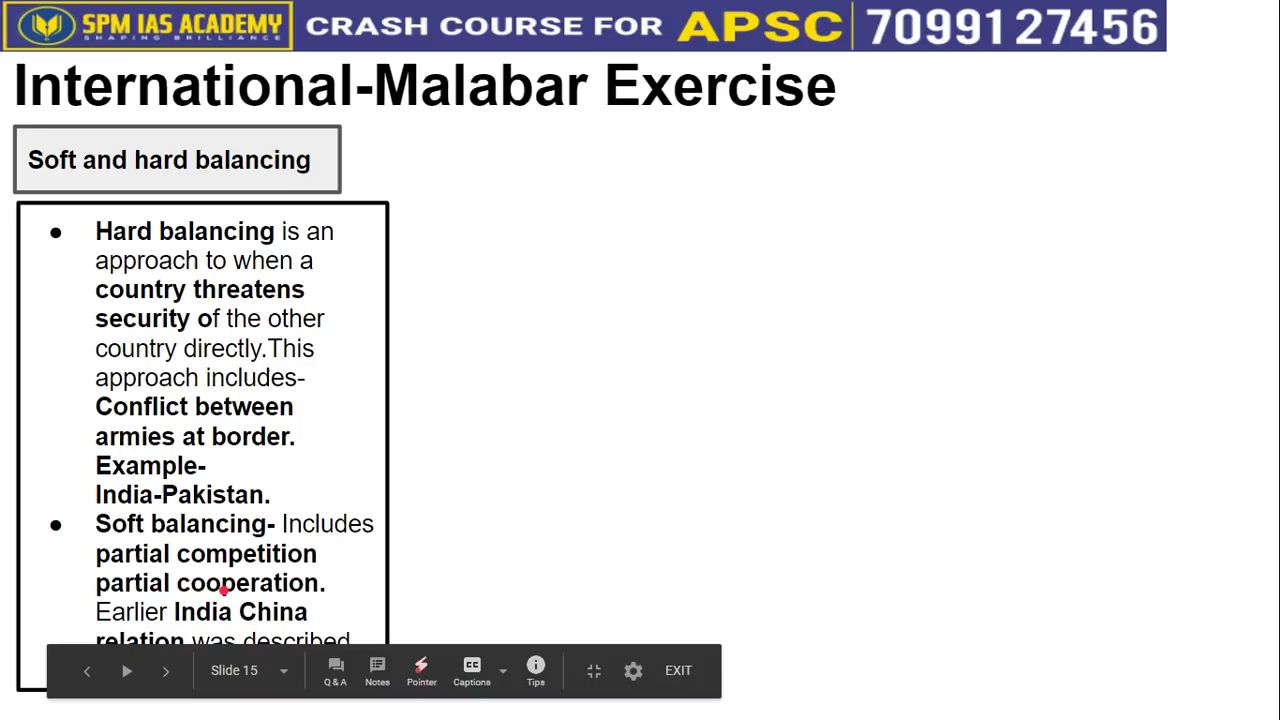 SPM IAS ACADEMY
SHAPING BRILLIANCE
CRASH COURSE FOR APSC 70991 27456
International-Malabar Exercise
Soft and hard balancing
● Hard balancing is an
approach to when a
country threatens
security of the other
country directly.This
approach includes-
Conflict between
armies at border.
Example-
India-Pakistan.
● Soft balancing- Includes
partial competition
partial cooperation.
Earlier India China
relation was described
Slide 15
Q & A
Notes
Pointer
Captions
Tips
EXIT